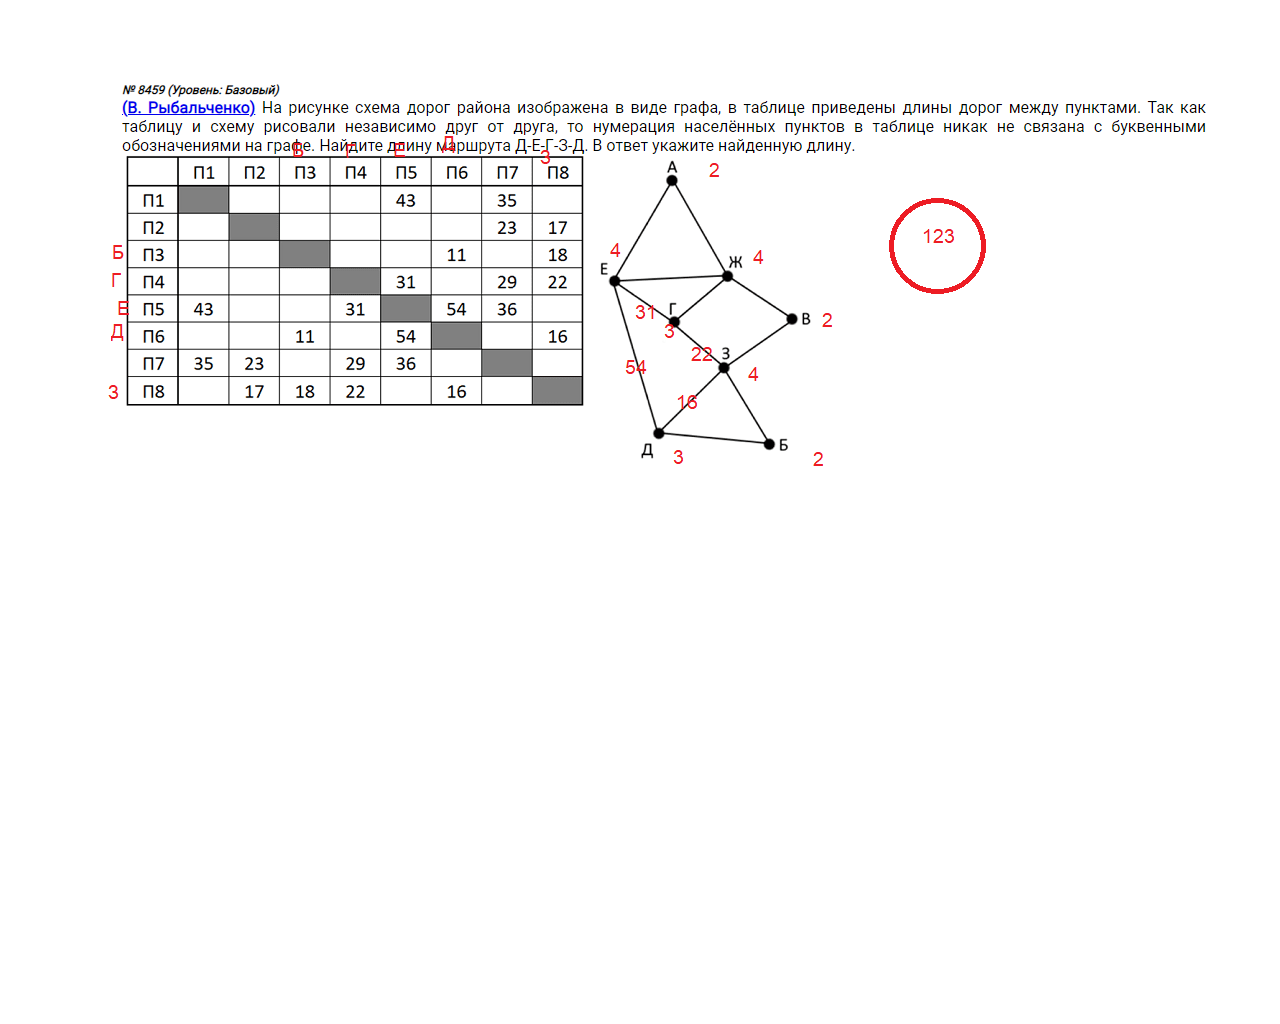 № 8459 (Уровень: Базовый)
(В. Рыбальченко) На рисунке схема дорог района изображена в виде графа, в таблице приведены длины дорог между пунктами. Так как
таблицу и схему рисовали независимо друг от друга, то нумерация населённых пунктов в таблице никак не связана с буквенными
обозначениями на графе. Найдите длину маршрута Д-Е-Г-З-Д. В ответ укажите найденную длину.
Б Г Е Д З
П1 П2 П3 П4 П5 П6 П7 П8
П1 43 35
П2 23 17
Б П3 11 18
Г П4 31 29 22
Е П5 43 31 54 36
Д П6 11 54 16
П7 35 23 29 36
З П8 17 18 22 16
А 2
4
Е
Ж 4
31 Г
3
В 2
22 З
54
4
16
Д 3
Б
2
123